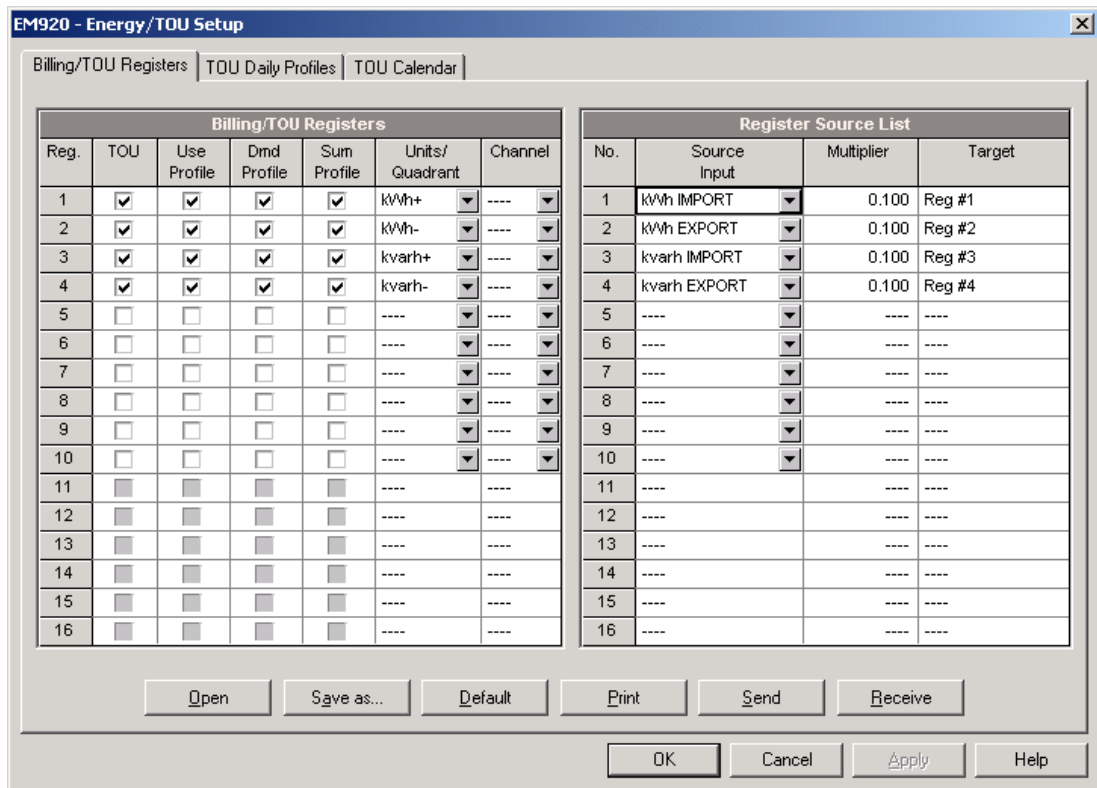 EM920 - Energy/TOU Setup
Billing/TOU Registers TOU Daily Profiles TOU Calendar
Billing/TOU Registers Register Source List
Reg. TOU Use Profile Dmd Profile Sum Profile Units/ Quadrant Channel No. Source Input Multiplier Target
1 kWh+ ---- 1 kWh IMPORT 0.100 Reg #1
2 kWh- ---- 2 kWh EXPORT 0.100 Reg #2
3 kvarh+ ---- 3 kvarh IMPORT 0.100 Reg #3
4 kvarh- ---- 4 kvarh EXPORT 0.100 Reg #4
5 ---- ---- 5 ---- ---- ----
6 ---- ---- 6 ---- ---- ----
7 ---- ---- 7 ---- ---- ----
8 ---- ---- 8 ---- ---- ----
9 ---- ---- 9 ---- ---- ----
10 ---- ---- 10 ---- ---- ----
11 ---- ---- 11 ---- ---- ----
12 ---- ---- 12 ---- ---- ----
13 ---- ---- 13 ---- ---- ----
14 ---- ---- 14 ---- ---- ----
15 ---- ---- 15 ---- ---- ----
16 ---- ---- 16 ---- ---- ----
Open Save as... Default Print Send Receive
OK Cancel Apply Help